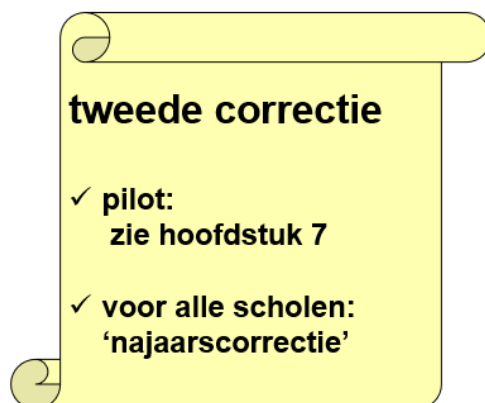 tweede correctie
✓ pilot:
zie hoofdstuk 7
✓ voor alle scholen:
‘najaarscorrectie’